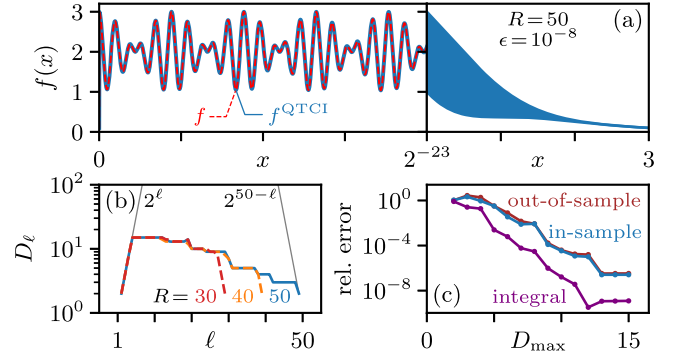 3
2
1
0
f(x)
f
f^QTCI
0
x
2^−23
R=50
ϵ=10^−8
(a)
x
3
10^2
10^1
10^0
D_ℓ
(b)
2^ℓ
2^50−ℓ
R= 30 40 50
1
ℓ
50
10^0
10^−4
10^−8
rel. error
out-of-sample
in-sample
integral
(c)
0
D_max
15